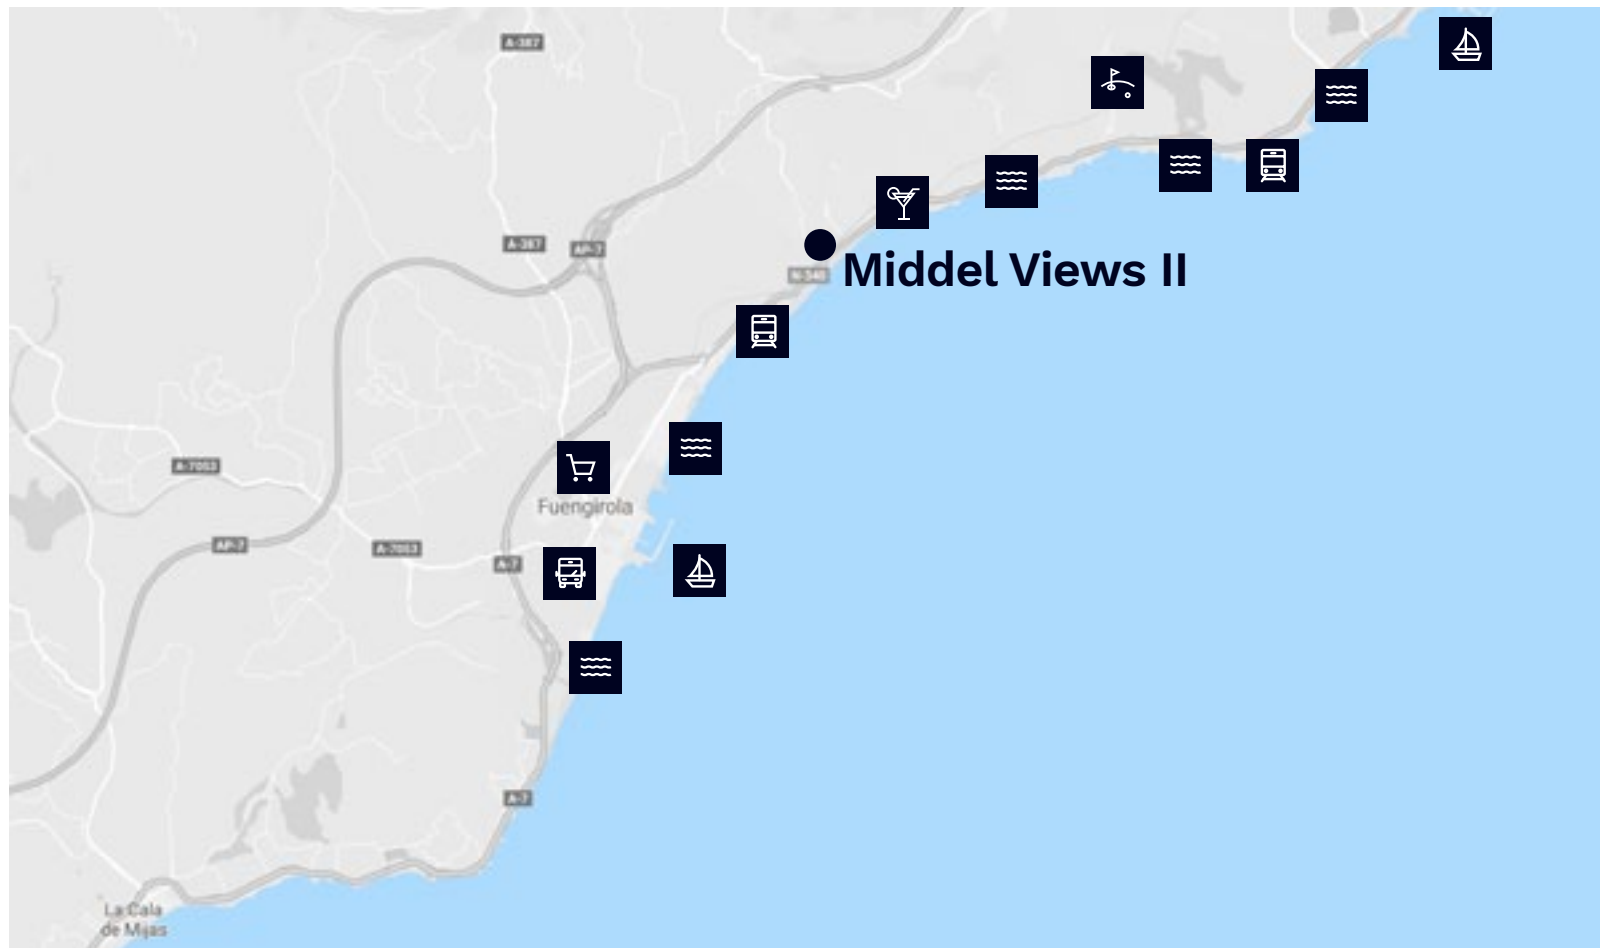 A-387
A-387
AP-7
N-340
Middel Views II
A-7053
Fuengirola
AP-7
A-7053
A-7
A-7
La Cala
de Mijas